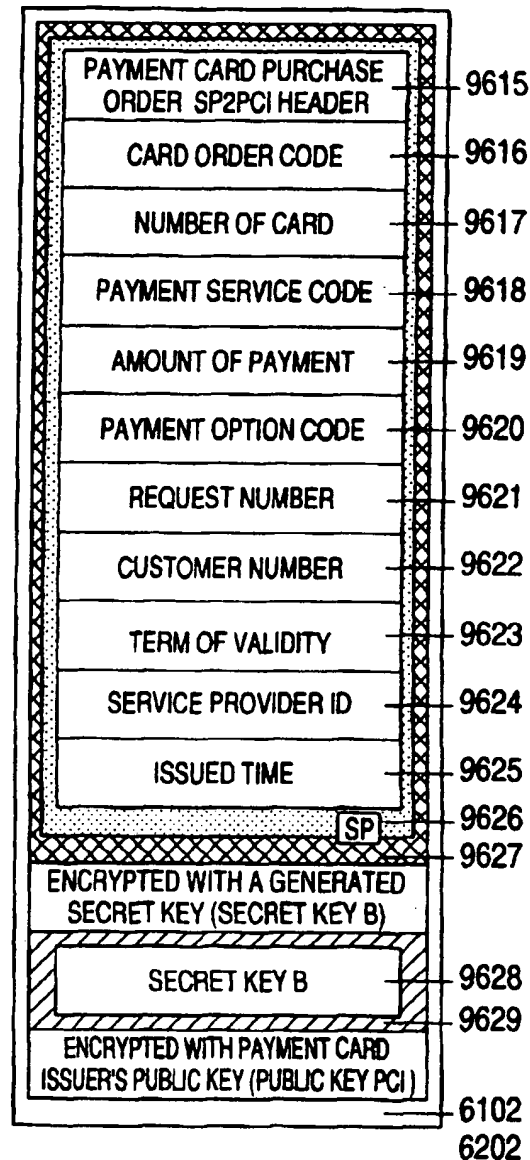 PAYMENT CARD PURCHASE
ORDER SP2PCI HEADER
9615
CARD ORDER CODE
9616
NUMBER OF CARD
9617
PAYMENT SERVICE CODE
9618
AMOUNT OF PAYMENT
9619
PAYMENT OPTION CODE
9620
REQUEST NUMBER
9621
CUSTOMER NUMBER
9622
TERM OF VALIDITY
9623
SERVICE PROVIDER ID
9624
ISSUED TIME
9625
SP
9626
9627
ENCRYPTED WITH A GENERATED
SECRET KEY (SECRET KEY B)
SECRET KEY B
9628
9629
ENCRYPTED WITH PAYMENT CARD
ISSUER'S PUBLIC KEY (PUBLIC KEY PCI )
6102
6202